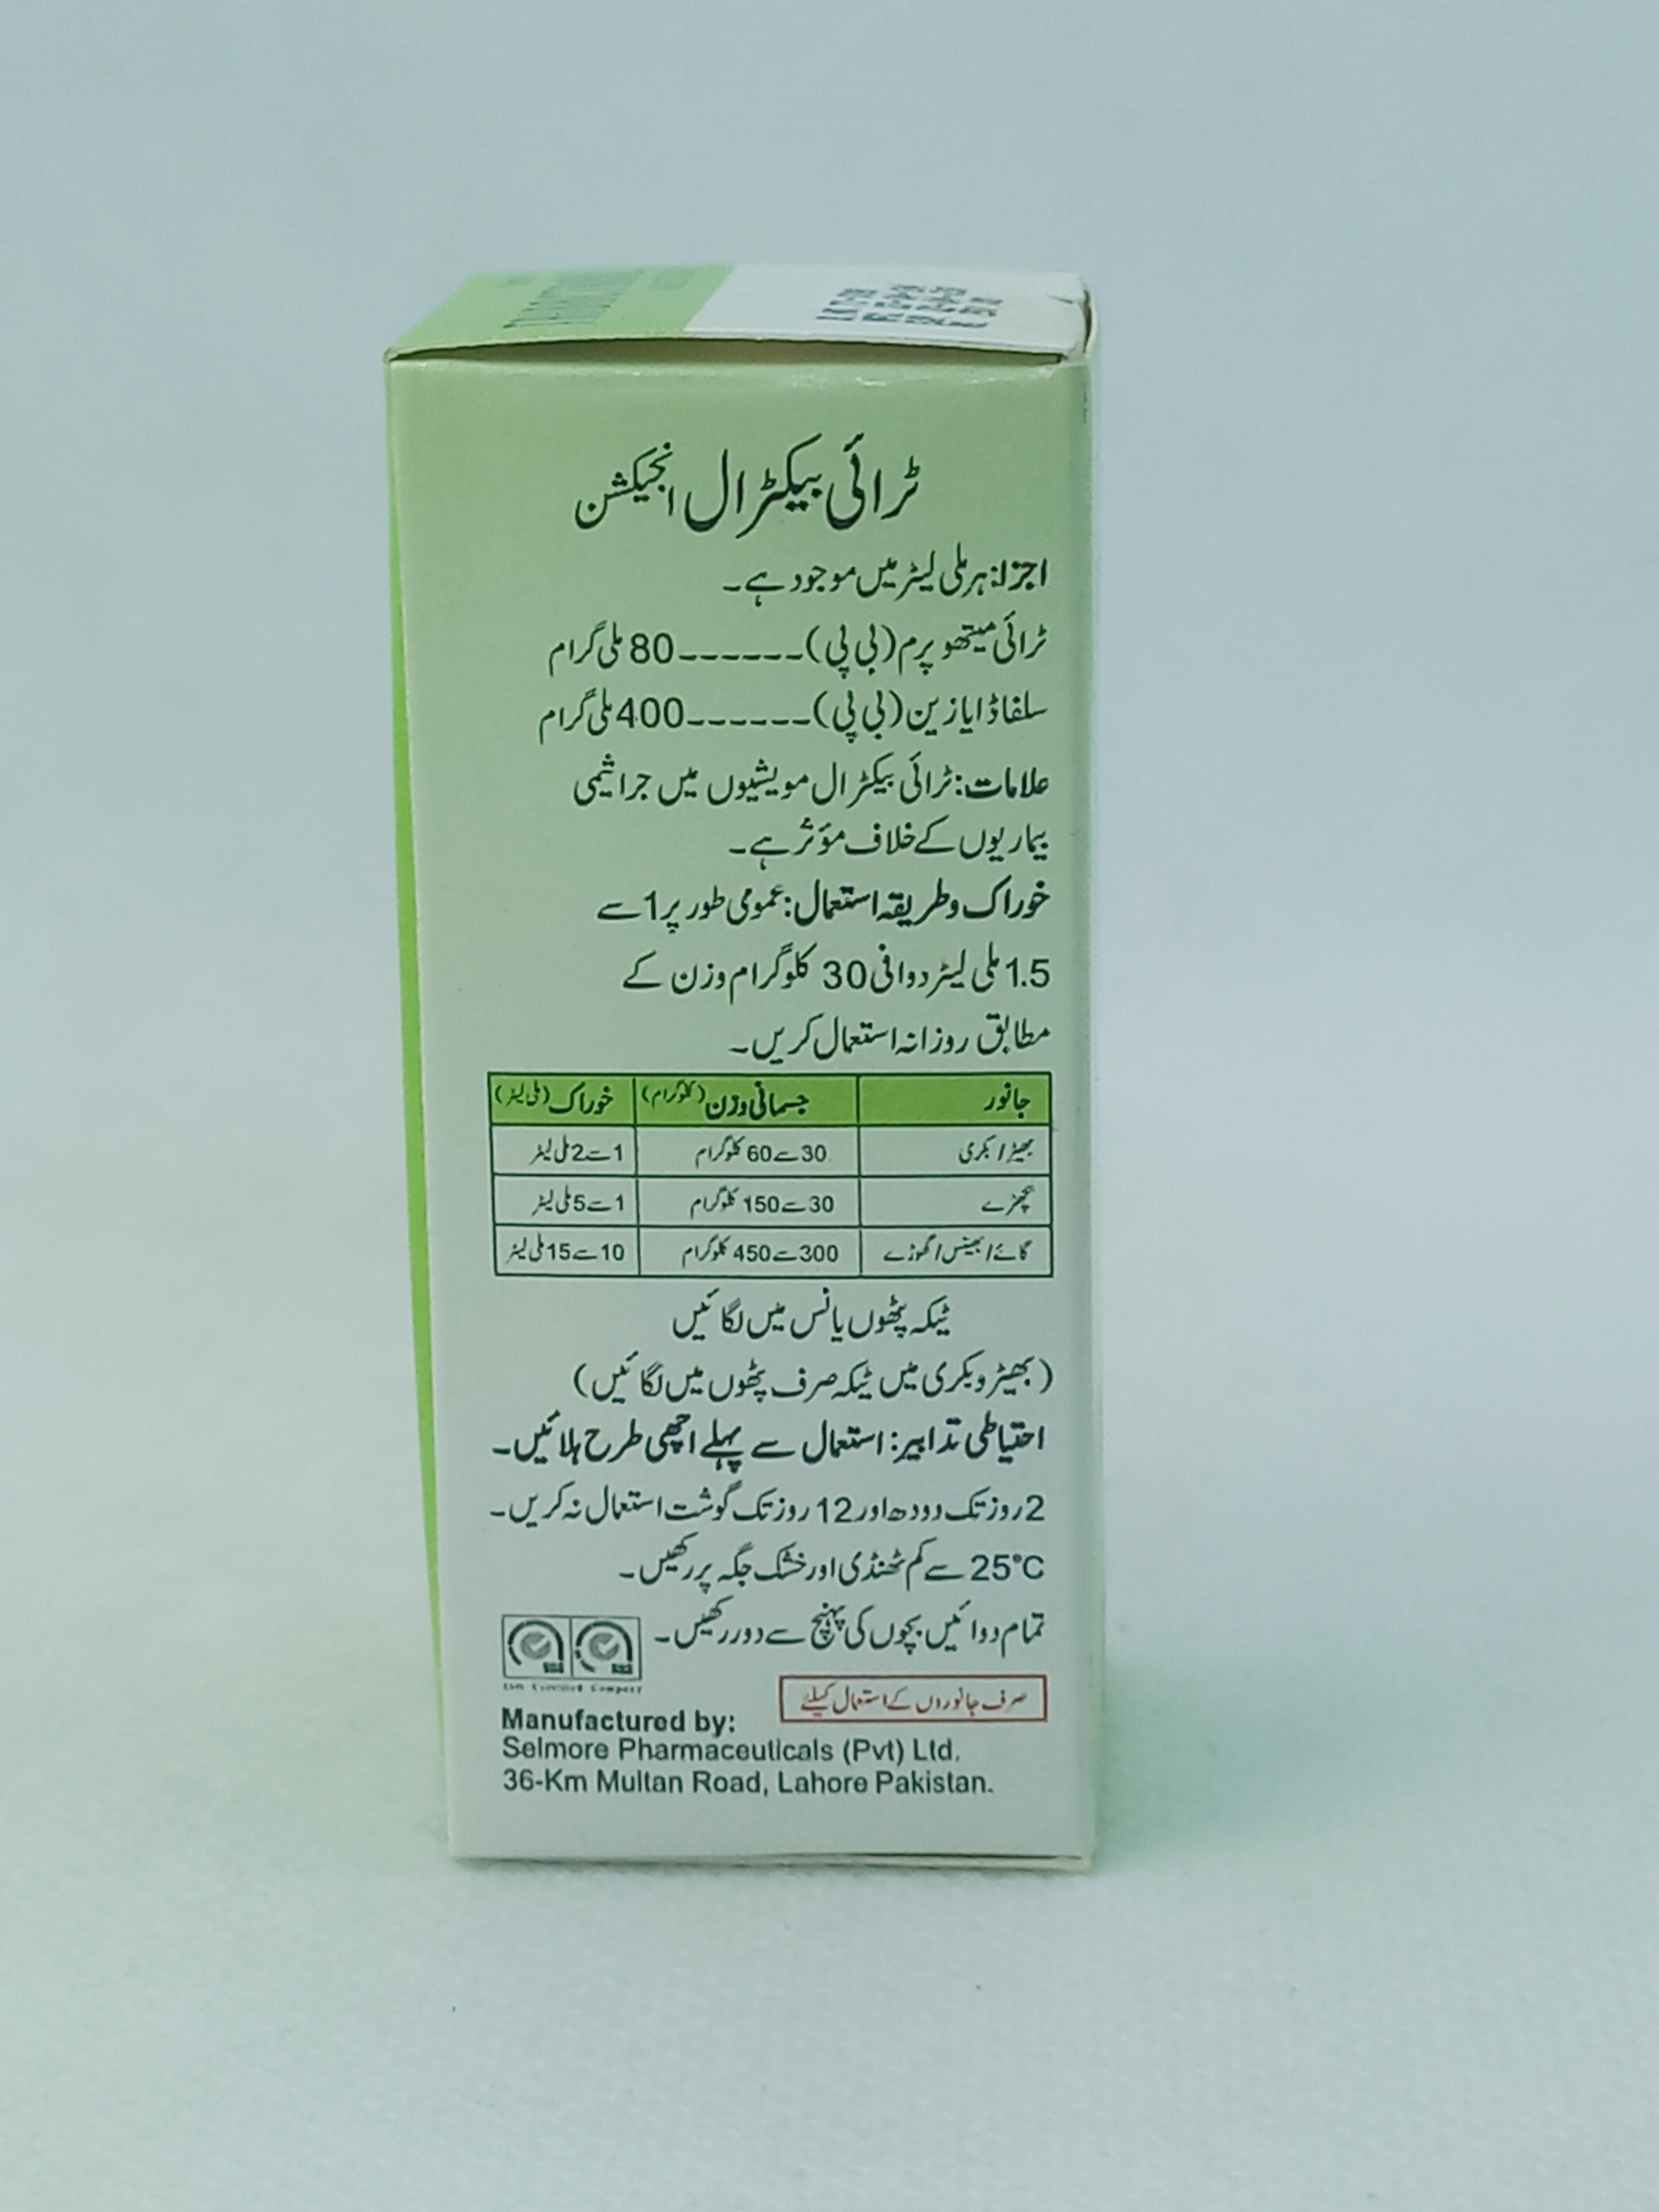 ٹرائی بیکٹرال انجیکشن
اجزا: ہر ملی لیٹر میں موجود ہے۔
ٹرائی میتھوپرم (بی پی)------80 ملی گرام
سلفاڈایازین (بی پی)------400 ملی گرام
علامات: ٹرائی بیکٹرال مویشیوں میں جراثیمی
بیماریوں کے خلاف مؤثر ہے۔
خوراک و طریقہ استعمال: عمومی طور پر 1 سے
1.5 ملی لیٹر دوا فی 30 کلوگرام وزن کے
مطابق روزانہ استعمال کریں۔
جانور جسمانی وزن (کلوگرام) خوراک (ملی لیٹر)
بھیڑ / بکری 30 سے 60 کلوگرام 1 سے 2 ملی لیٹر
بچھڑے 30 سے 150 کلوگرام 1 سے 5 ملی لیٹر
گائے / بھینس / گھوڑے 300 سے 450 کلوگرام 10 سے 15 ملی لیٹر
ٹیکہ پٹھوں یا نس میں لگائیں
(بھیڑ و بکری میں ٹیکہ صرف پٹھوں میں لگائیں)
احتیاطی تدابیر: استعمال سے پہلے اچھی طرح ہلائیں۔
2 روز تک دودھ اور 12 روز تک گوشت استعمال نہ کریں۔
25°C سے کم ٹھنڈی اور خشک جگہ پر رکھیں۔
تمام دوائیں بچوں کی پہنچ سے دور رکھیں۔
ISO Certified Company
صرف جانوروں کے استعمال کیلئے
Manufactured by:
Selmore Pharmaceuticals (Pvt) Ltd.
36-Km Multan Road, Lahore Pakistan.